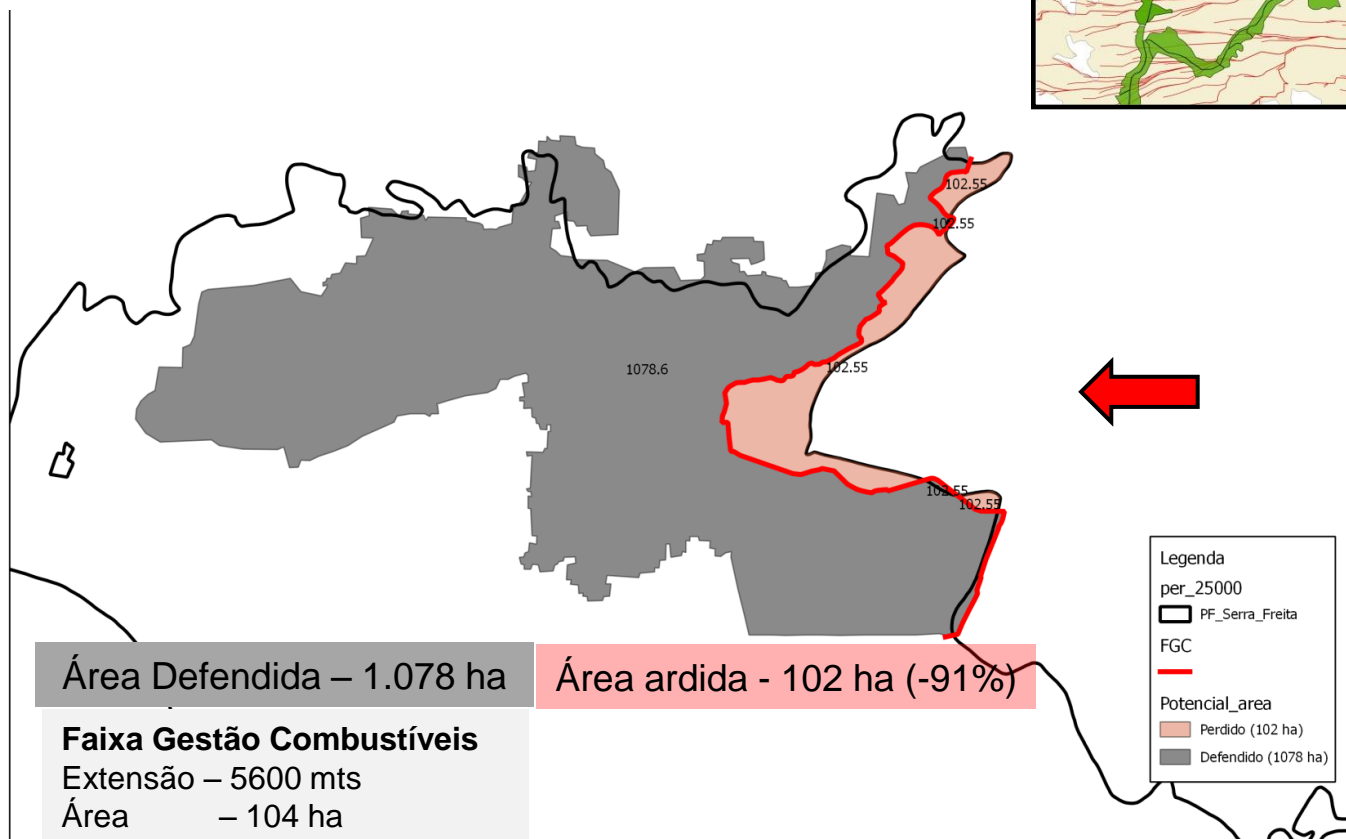 102.55
102.55
102.55
1078.6
102.55
102.55
Legenda
per_25000
PF_Serra_Freita
FGC
Potencial_area
Perdido (102 ha)
Defendido (1078 ha)
Área Defendida – 1.078 ha
Área ardida - 102 ha (-91%)
Faixa Gestão Combustíveis
Extensão – 5600 mts
Área – 104 ha